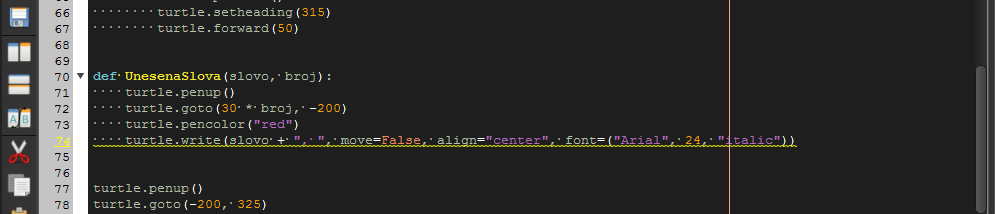 66 turtle.setheading(315)
67 turtle.forward(50)
68
69
70 def UnesenaSlova(slovo, broj):
71 turtle.penup()
72 turtle.goto(30 * broj, -200)
73 turtle.pencolor("red")
74 turtle.write(slovo + ", ", move=False, align="center", font=("Arial", 24, "italic"))
75
76
77 turtle.penup()
78 turtle.goto(-200, 325)